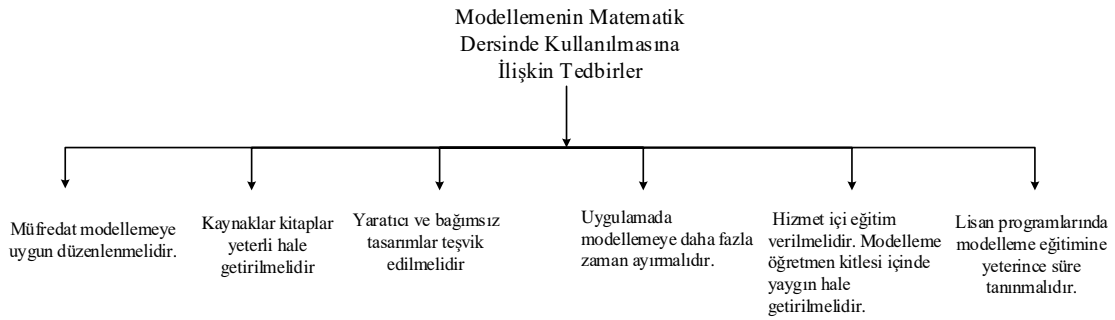 Modellemenin Matematik
Dersinde Kullanılmasına
İlişkin Tedbirler
Müfredat modellemeye
uygun düzenlenmelidir.
Kaynaklar kitaplar
yeterli hale
getirilmelidir
Yaratıcı ve bağımsız
tasarımlar teşvik
edilmelidir
Uygulamada
modellemeye daha fazla
zaman ayırmalıdır.
Hizmet içi eğitim
verilmelidir. Modelleme
öğretmen kitlesi içinde
yaygın hale
getirilmelidir.
Lisan programlarında
modelleme eğitimine
yeterince süre
tanınmalıdır.